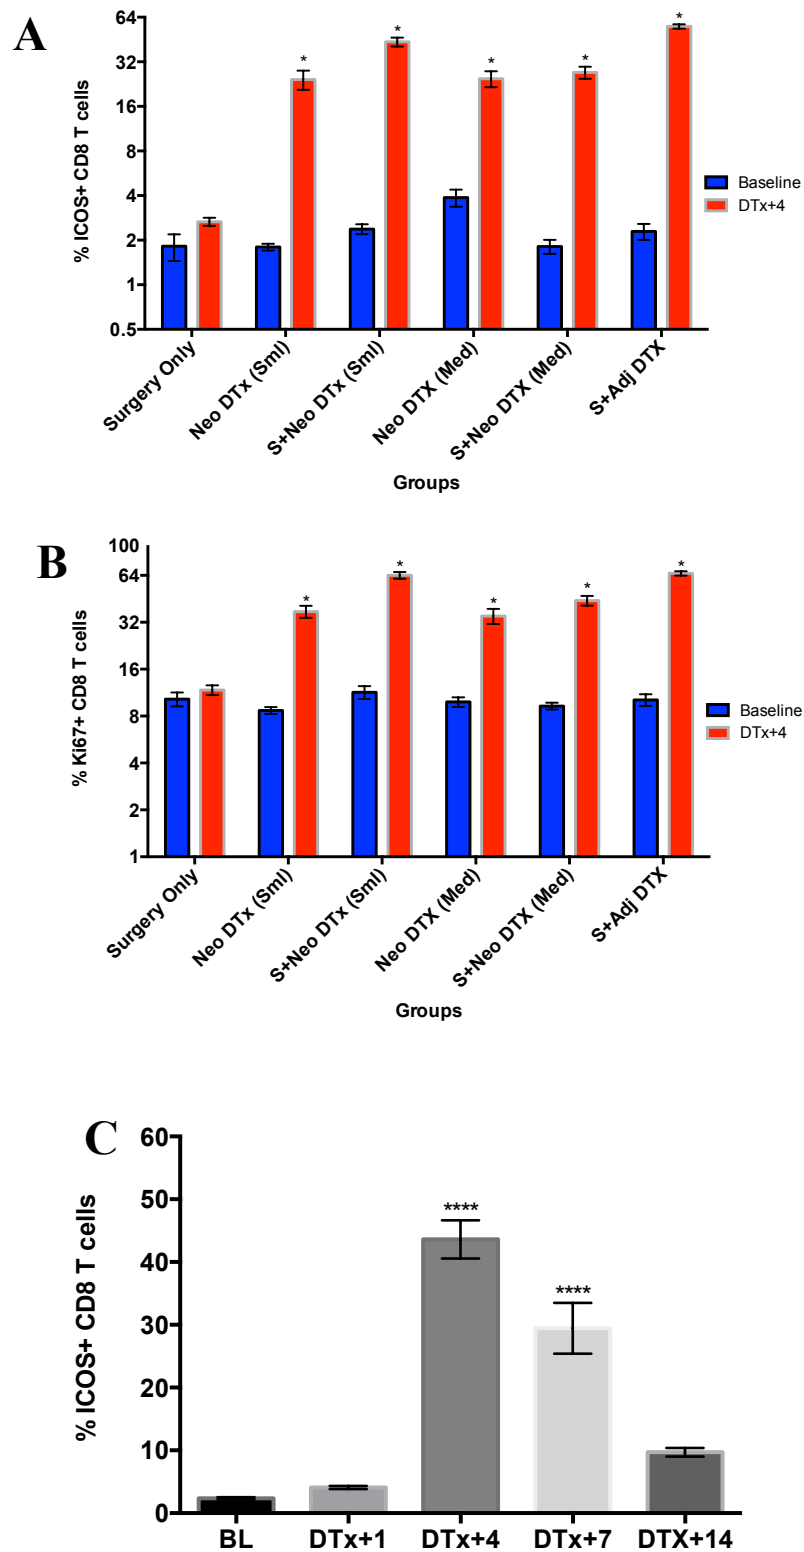 A
% ICOS+ CD8 T cells
64
32
16
8
4
2
1
0.5
* * * * *
Baseline
DTx+4
Surgery Only
Neo DTx (Sml)
S+Neo DTx (Sml)
Neo DTX (Med)
S+Neo DTX (Med)
S+Adj DTX
Groups
B
% Ki67+ CD8 T cells
100
64
32
16
8
4
2
1
* * * * *
Baseline
DTx+4
Surgery Only
Neo DTx (Sml)
S+Neo DTx (Sml)
Neo DTX (Med)
S+Neo DTX (Med)
S+Adj DTX
Groups
C
% ICOS+ CD8 T cells
60
50
40
30
20
10
0
**** ****
BL DTx+1 DTx+4 DTx+7 DTX+14